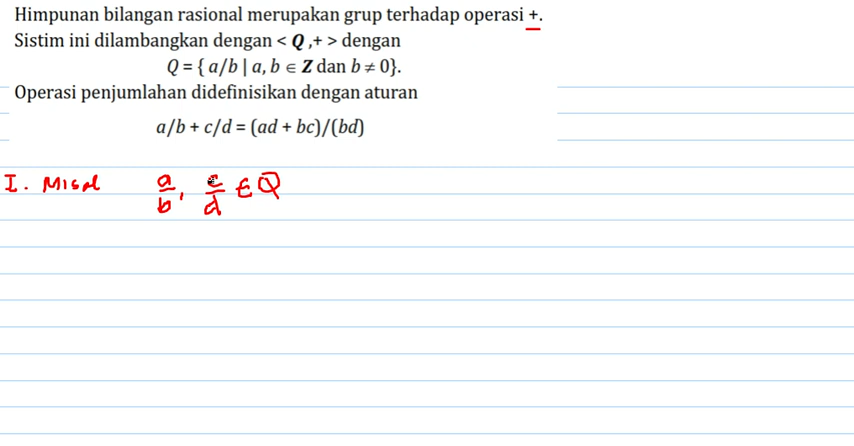 Himpunan bilangan rasional merupakan grup terhadap operasi +.
Sistim ini dilambangkan dengan < Q ,+ > dengan
Q = { a/b | a, b ∈ Z dan b ≠ 0}.
Operasi penjumlahan didefinisikan dengan aturan
a/b + c/d = (ad + bc)/(bd)
I. Misal a/b, c/d ∈ Q